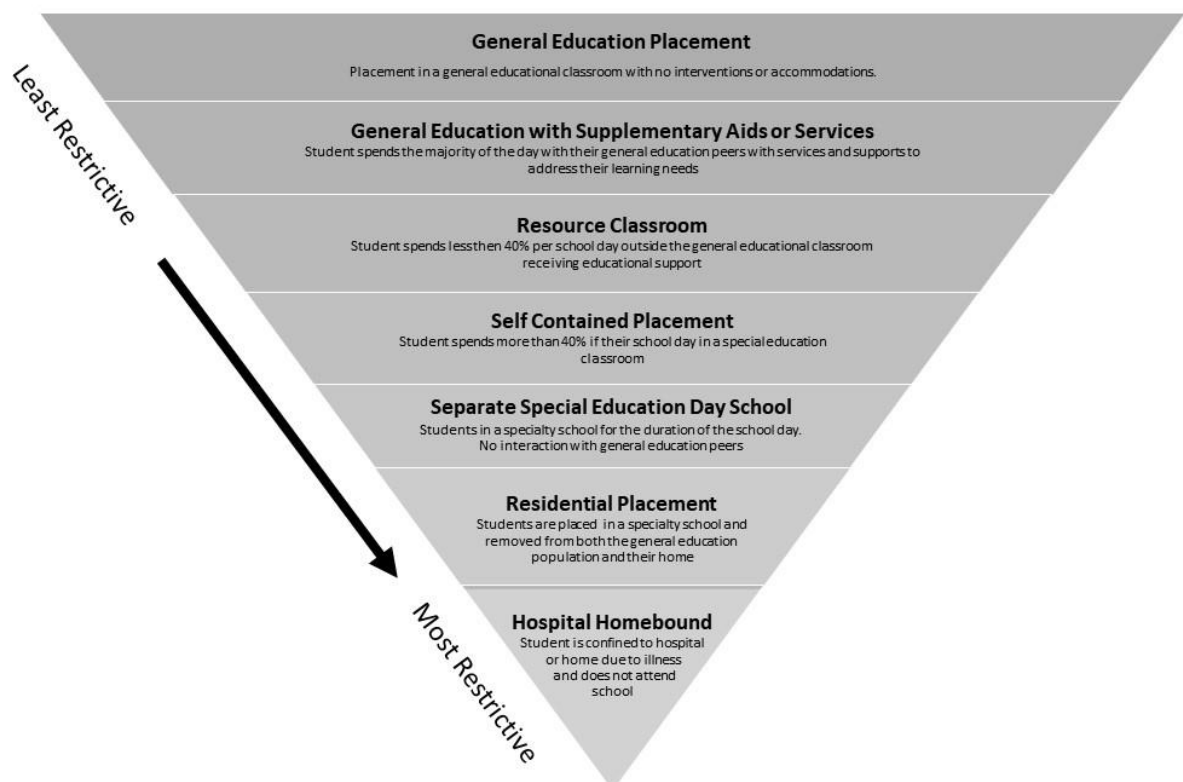 General Education Placement
Placement in a general educational classroom with no interventions or accommodations.
Least Restrictive
General Education with Supplementary Aids or Services
Student spends the majority of the day with their general education peers with services and supports to
address their learning needs
Resource Classroom
Student spends less then 40% per school day outside the general educational classroom
receiving educational support
Self Contained Placement
Student spends more than 40% if their school day in a special education
classroom
Separate Special Education Day School
Students in a specialty school for the duration of the school day.
No interaction with general education peers
Residential Placement
Students are placed in a specialty school and
removed from both the general education
population and their home
Most Restrictive
Hospital Homebound
Student is confined to hospital
or home due to illness
and does not attend
school